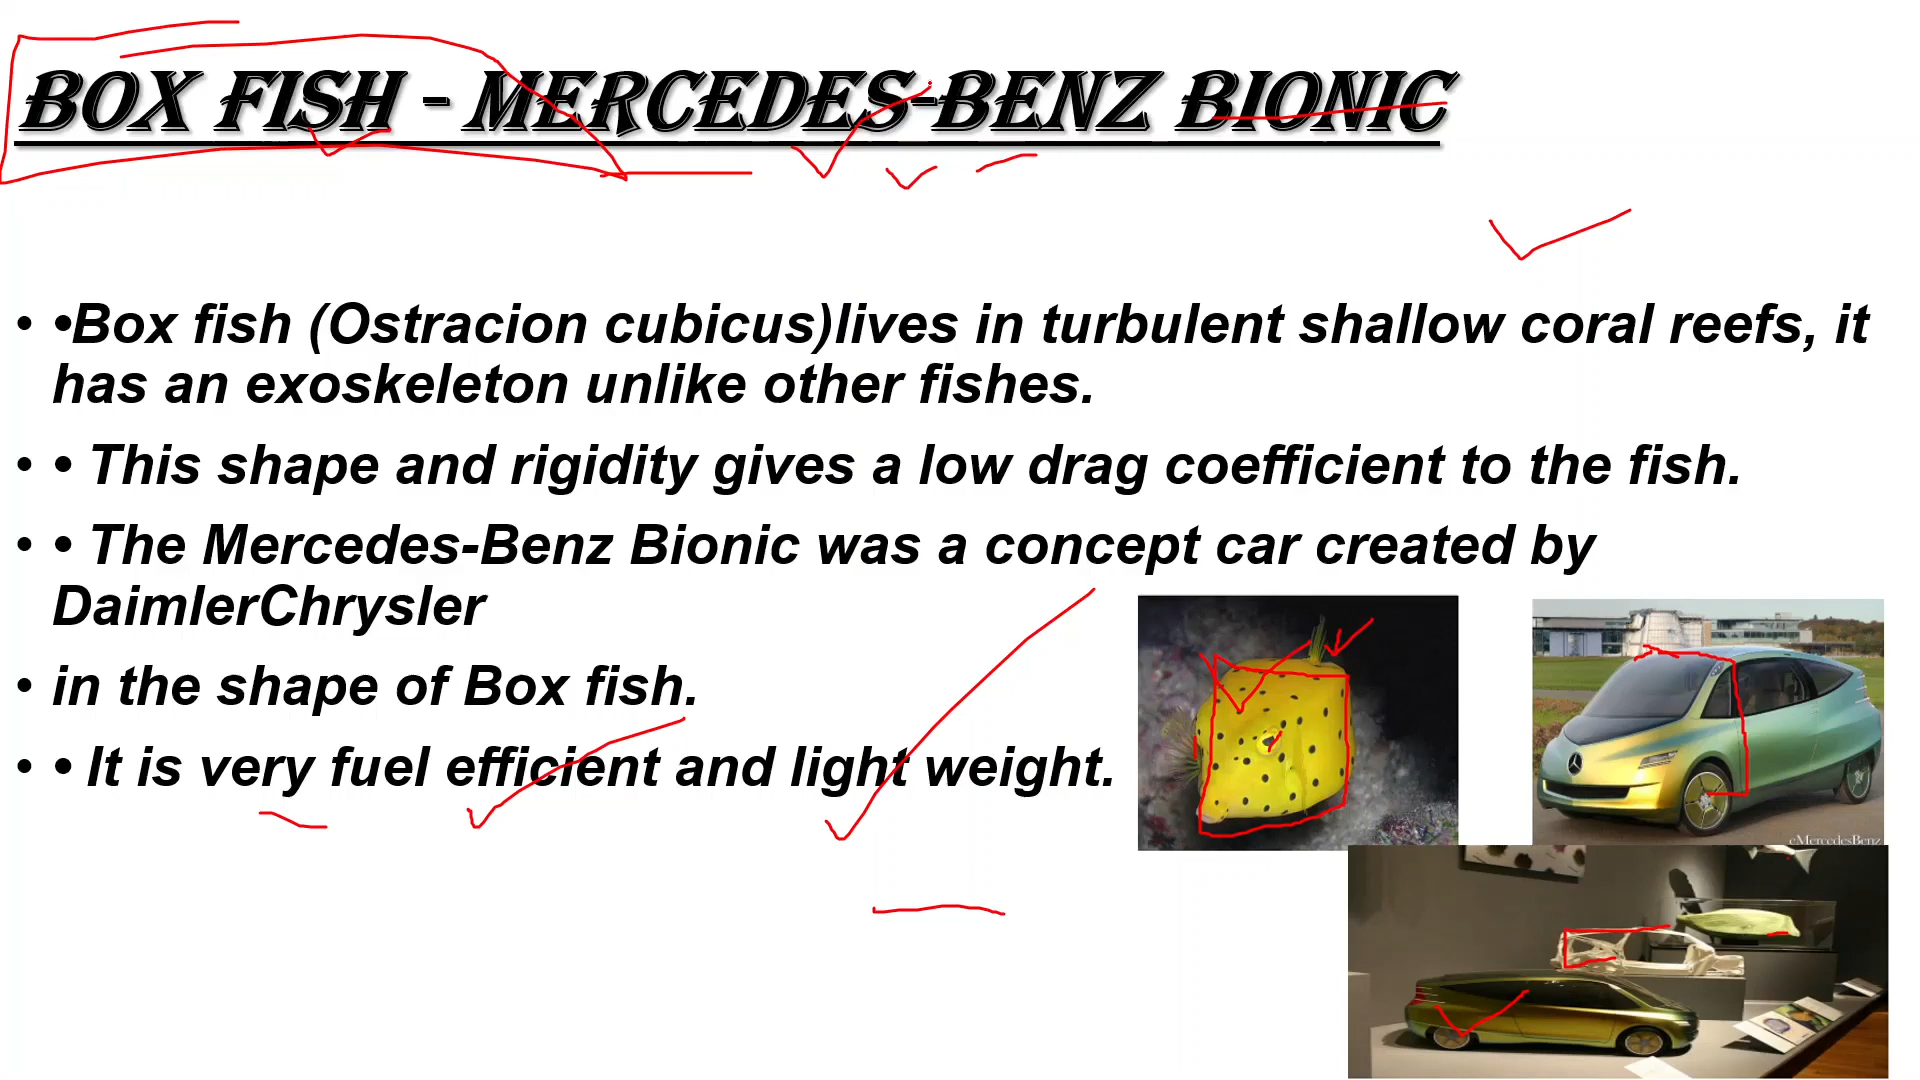 BOX FISH - MERCEDES-BENZ BIONIC
• •Box fish (Ostracion cubicus)lives in turbulent shallow coral reefs, it
has an exoskeleton unlike other fishes.
• • This shape and rigidity gives a low drag coefficient to the fish.
• • The Mercedes-Benz Bionic was a concept car created by
DaimlerChrysler
• in the shape of Box fish.
• • It is very fuel efficient and light weight.
eMercedesBenz